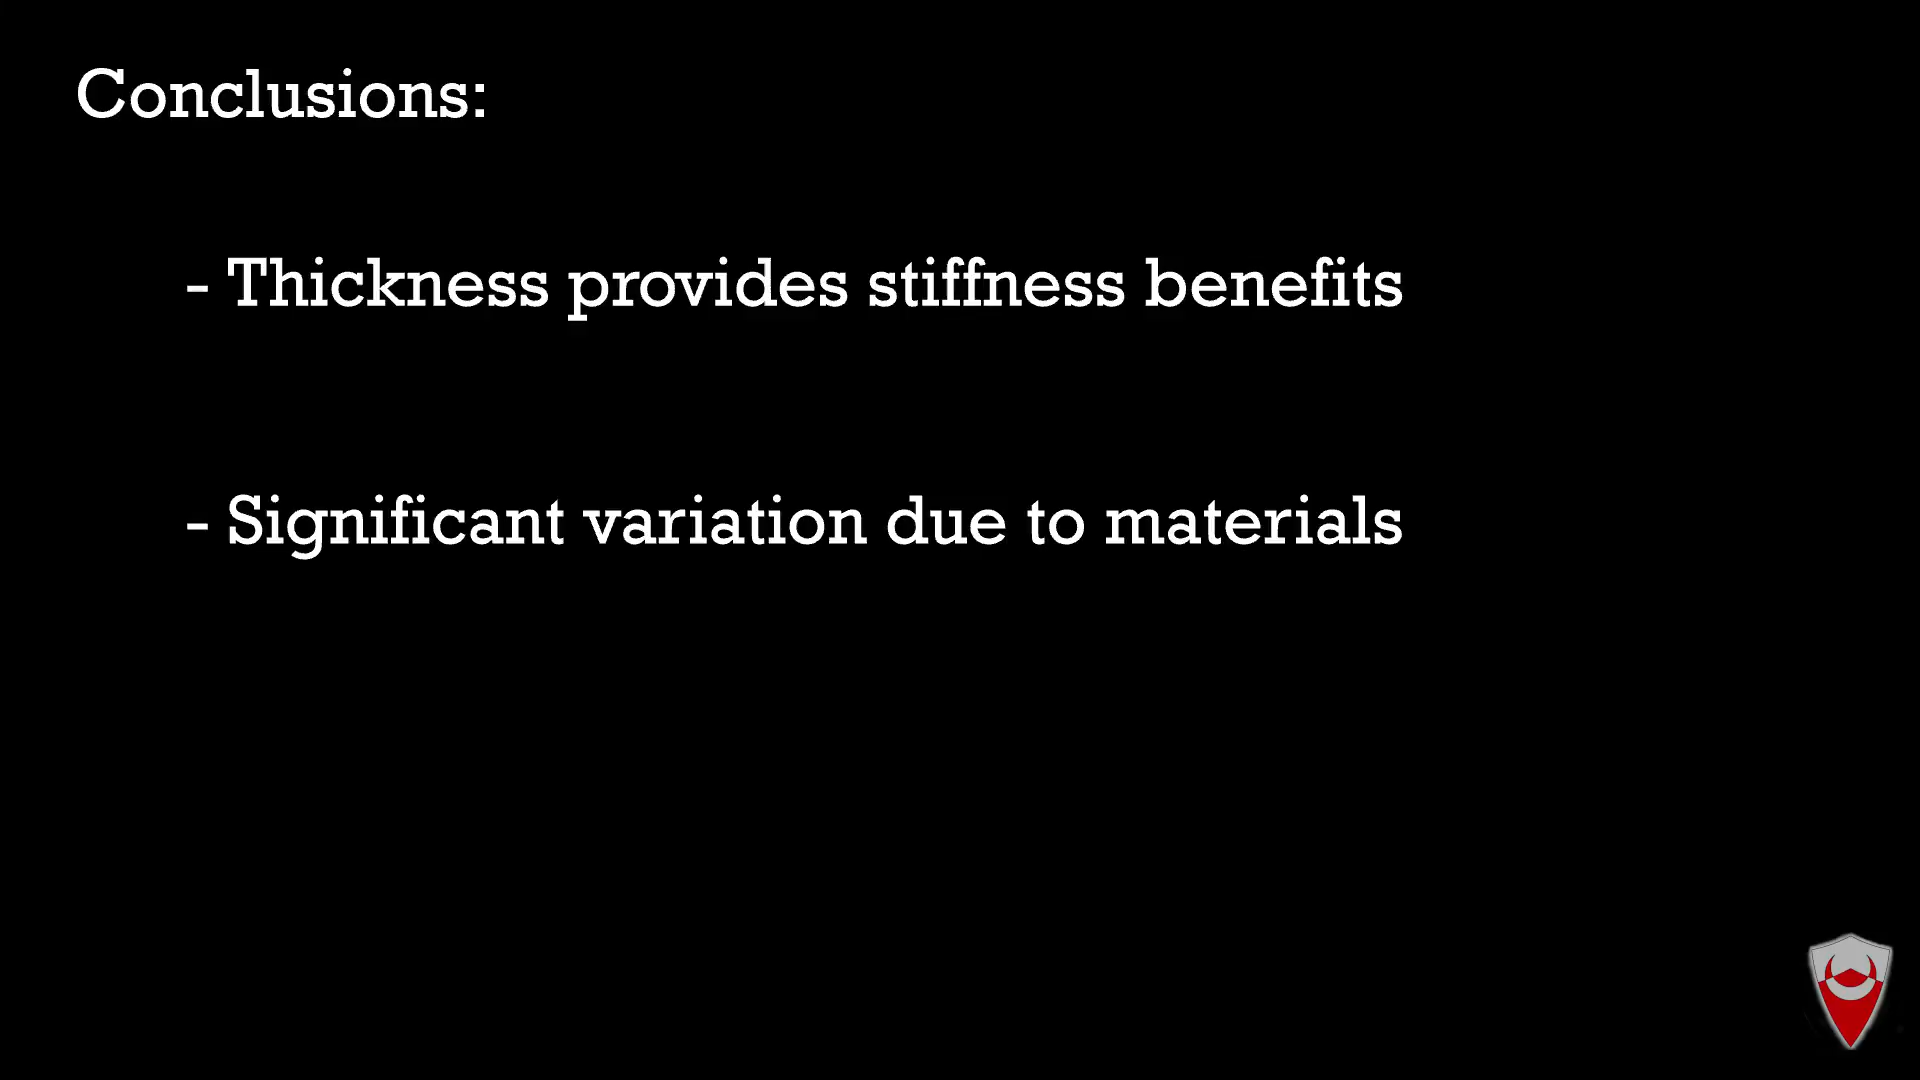 Conclusions:
- Thickness provides stiffness benefits
- Significant variation due to materials